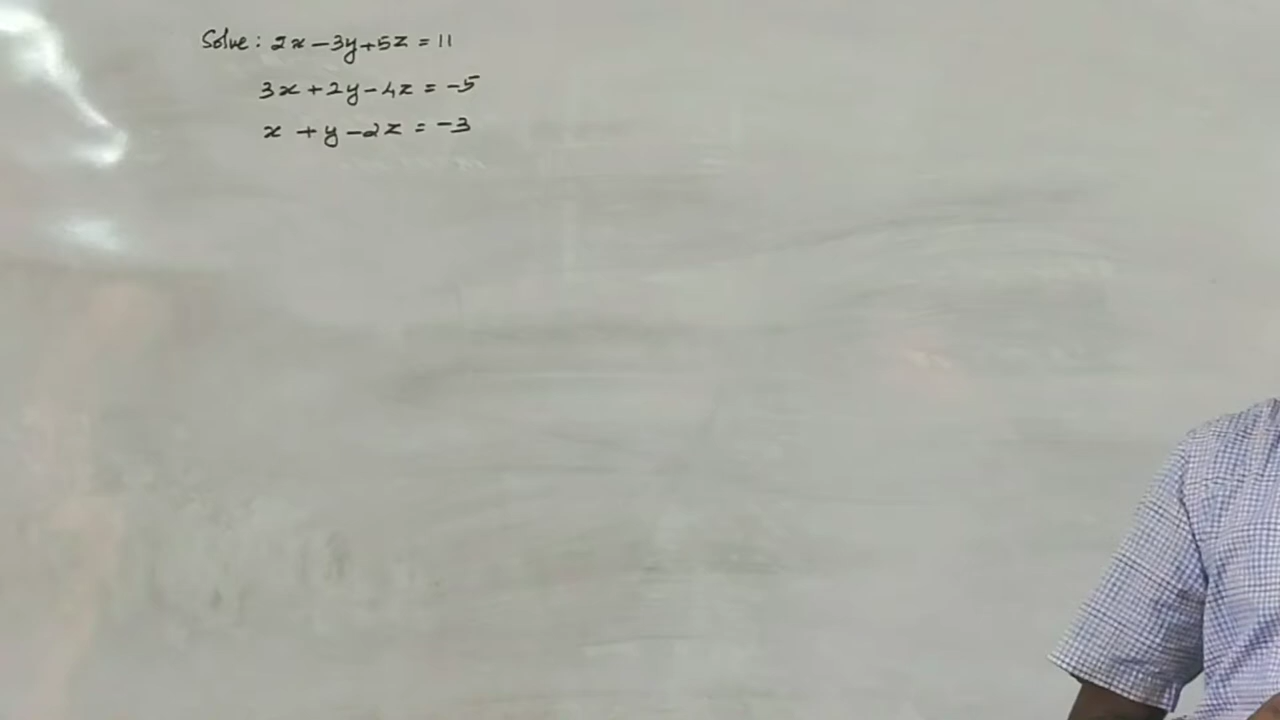 Solve: 2x-3y+5z = 11
3x+2y-4z = -5
x +y-2z = -3